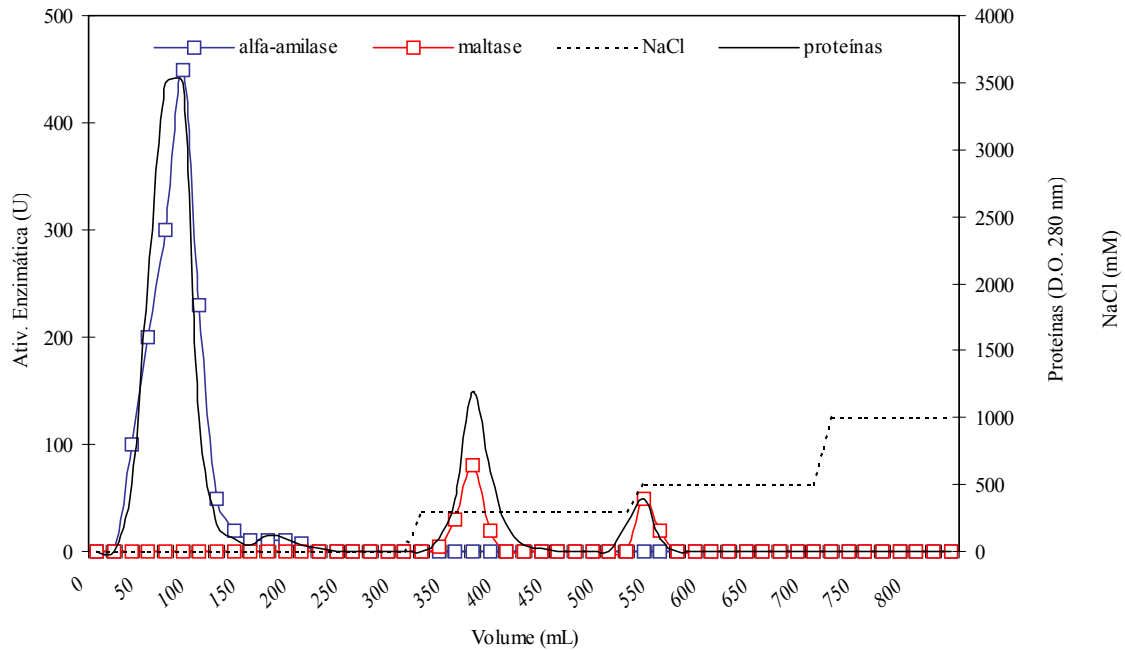 alfa-amilase maltase NaCl proteínas
500
400
300
200
100
0
Ativ. Enzimática (U)
4000
3500
3000
2500
2000
1500
1000
500
0
Proteínas (D.O. 280 nm)
NaCl (mM)
0 50 100 150 200 250 300 350 400 450 500 550 600 650 700 750 800
Volume (mL)